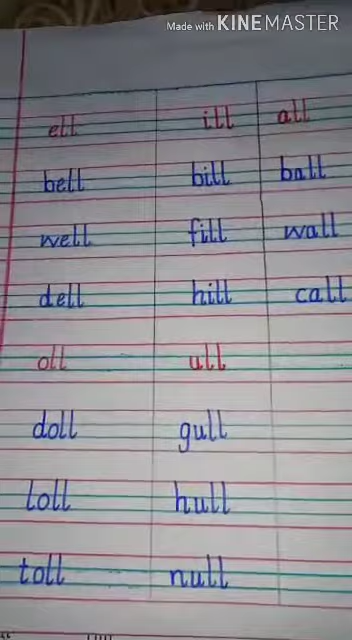 Made with KINEMASTER
ell ill all
bell bill ball
well fill wall
dell hill call
oll ull
doll gull
loll hull
toll null